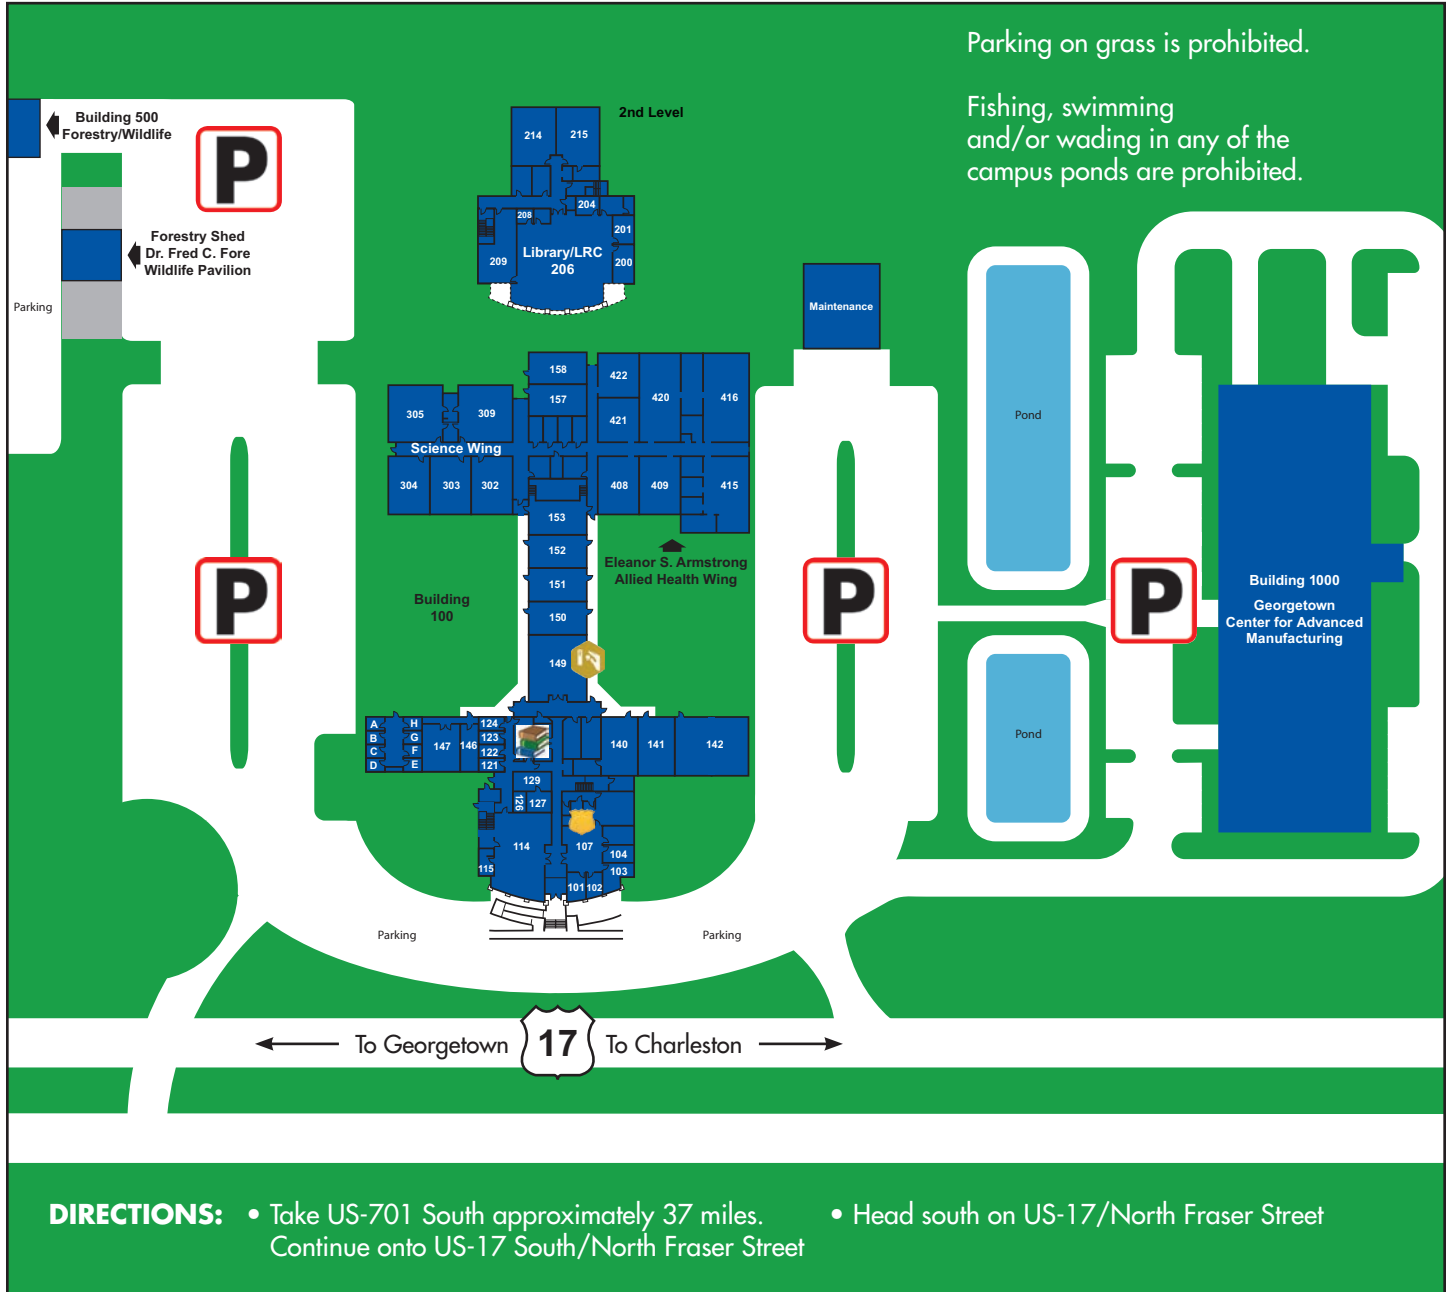 Parking on grass is prohibited.
Fishing, swimming
and/or wading in any of the
campus ponds are prohibited.
Building 500
Forestry/Wildlife
P
Forestry Shed
Dr. Fred C. Fore
Wildlife Pavilion
Parking
2nd Level
214
215
204
208
201
209
Library/LRC
206
200
Maintenance
Pond
158
157
422
421
420
416
305
309
Science Wing
304
303
302
408
409
415
153
152
151
150
149
Eleanor S. Armstrong
Allied Health Wing
Building
100
P
P
P
Building 1000
Georgetown
Center for Advanced
Manufacturing
Pond
A
B
C
D
H
G
F
E
147
146
124
123
122
121
140
141
142
129
126
127
114
115
107
104
103
101
102
Parking
Parking
To Georgetown
17
To Charleston
DIRECTIONS:
• Take US-701 South approximately 37 miles.
Continue onto US-17 South/North Fraser Street
• Head south on US-17/North Fraser Street